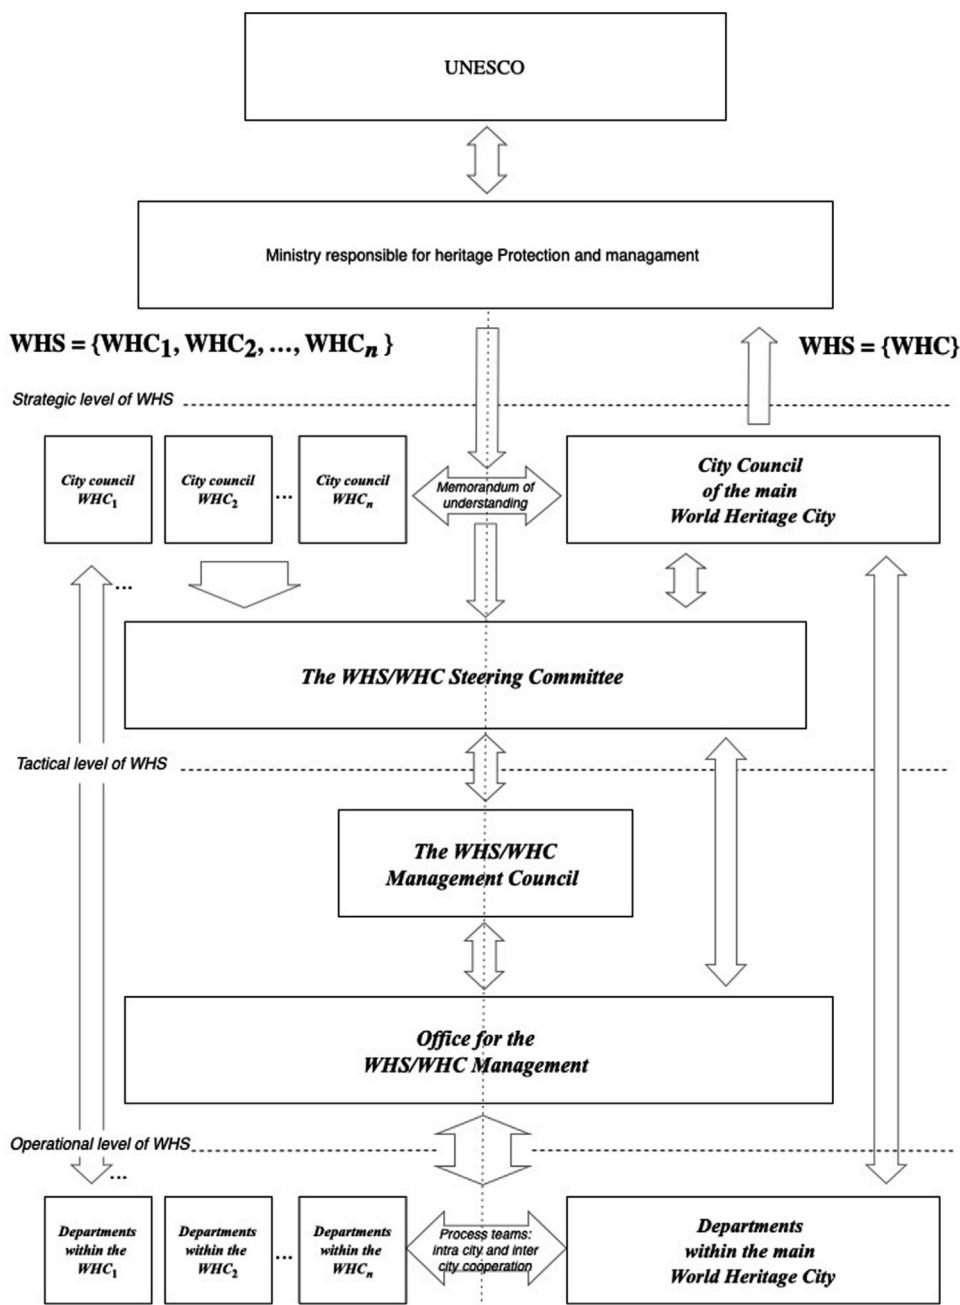 UNESCO
Ministry responsible for heritage Protection and managament
WHS = {WHC1, WHC2, ..., WHCn }
WHS = {WHC}
Strategic level of WHS
City council
WHC1
City council
WHC2
...
City council
WHCn
Memorandum of
understanding
City Council
of the main
World Heritage City
...
The WHS/WHC Steering Committee
Tactical level of WHS
The WHS/WHC
Management Council
Office for the
WHS/WHC Management
Operational level of WHS
...
Departments
within the
WHC1
Departments
within the
WHC2
...
Departments
within the
WHCn
Process teams:
intra city and inter
city cooperation
Departments
within the main
World Heritage City